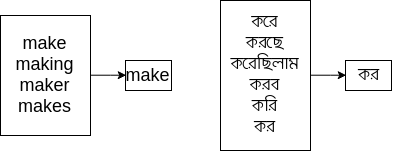 make
making
maker
makes
make
করে
করছে
করেছিলাম
করব
করি
কর
কর